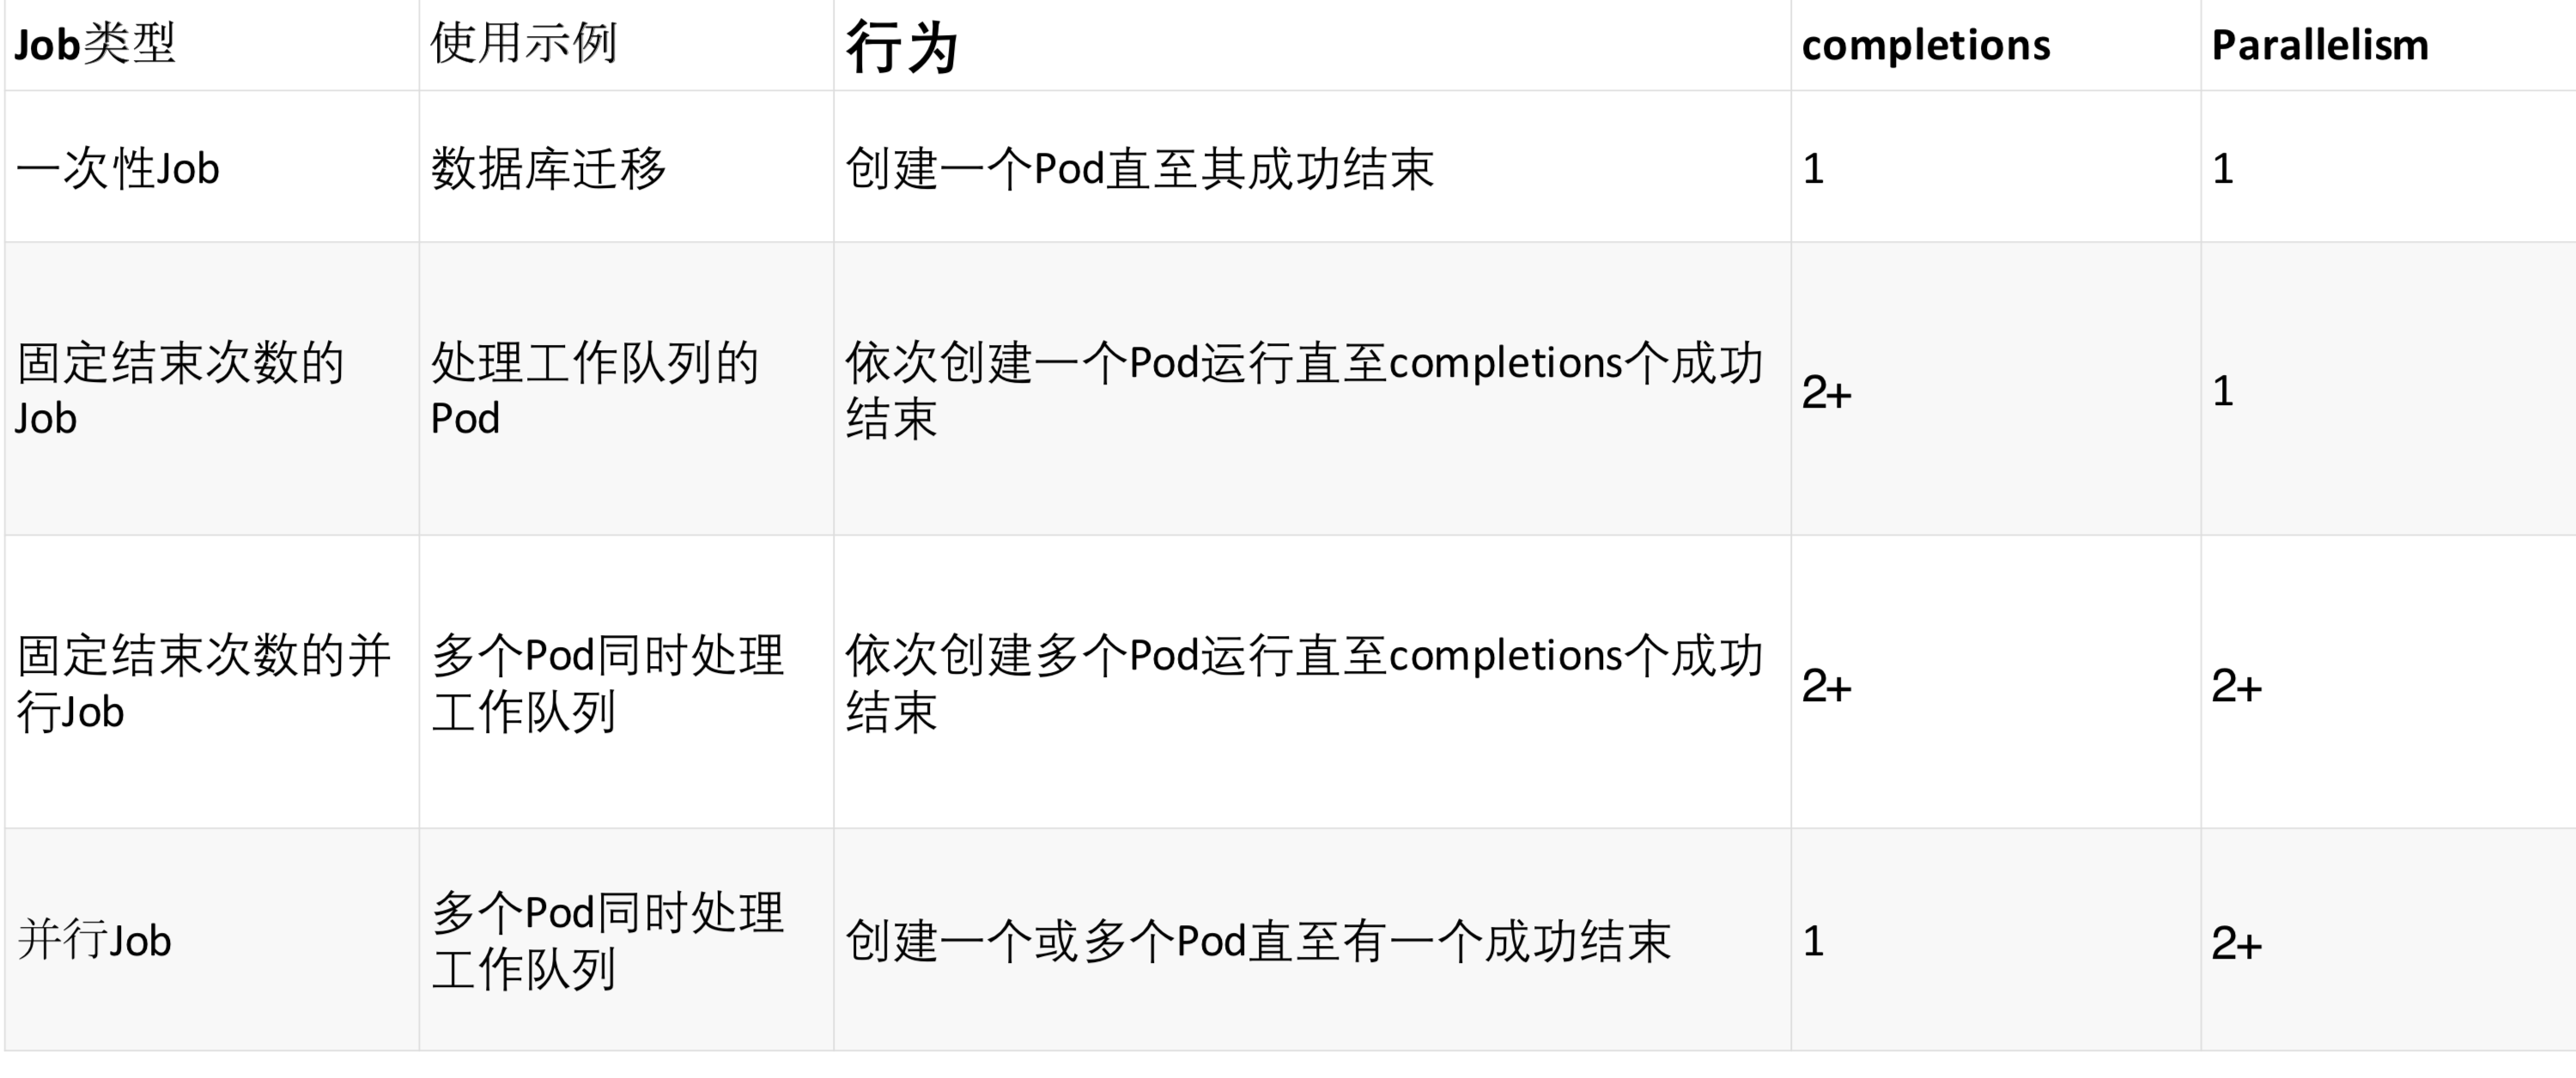 Job类型 使用示例 行为 completions Parallelism
一次性Job 数据库迁移 创建一个Pod直至其成功结束 1 1
固定结束次数的 处理工作队列的 依次创建一个Pod运行直至completions个成功
Job Pod 结束 2+ 1
固定结束次数的并 多个Pod同时处理 依次创建多个Pod运行直至completions个成功
行Job 工作队列 结束 2+ 2+
并行Job 多个Pod同时处理
工作队列 创建一个或多个Pod直至有一个成功结束 1 2+